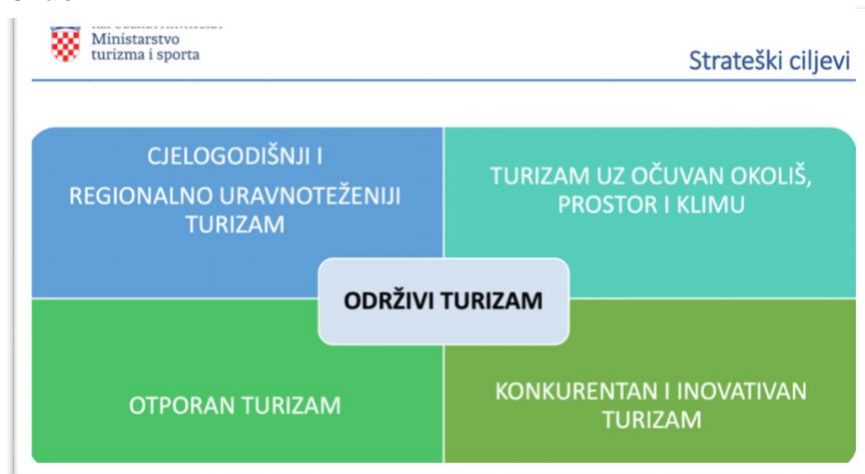 Ministarstvo
turizma i sporta
Strateški ciljevi
CJELOGODIŠNJI I
REGIONALNO URAVNOTEŽENIJI
TURIZAM
TURIZAM UZ OČUVAN OKOLIŠ,
PROSTOR I KLIMU
ODRŽIVI TURIZAM
OTPORAN TURIZAM
KONKURENTAN I INOVATIVAN
TURIZAM